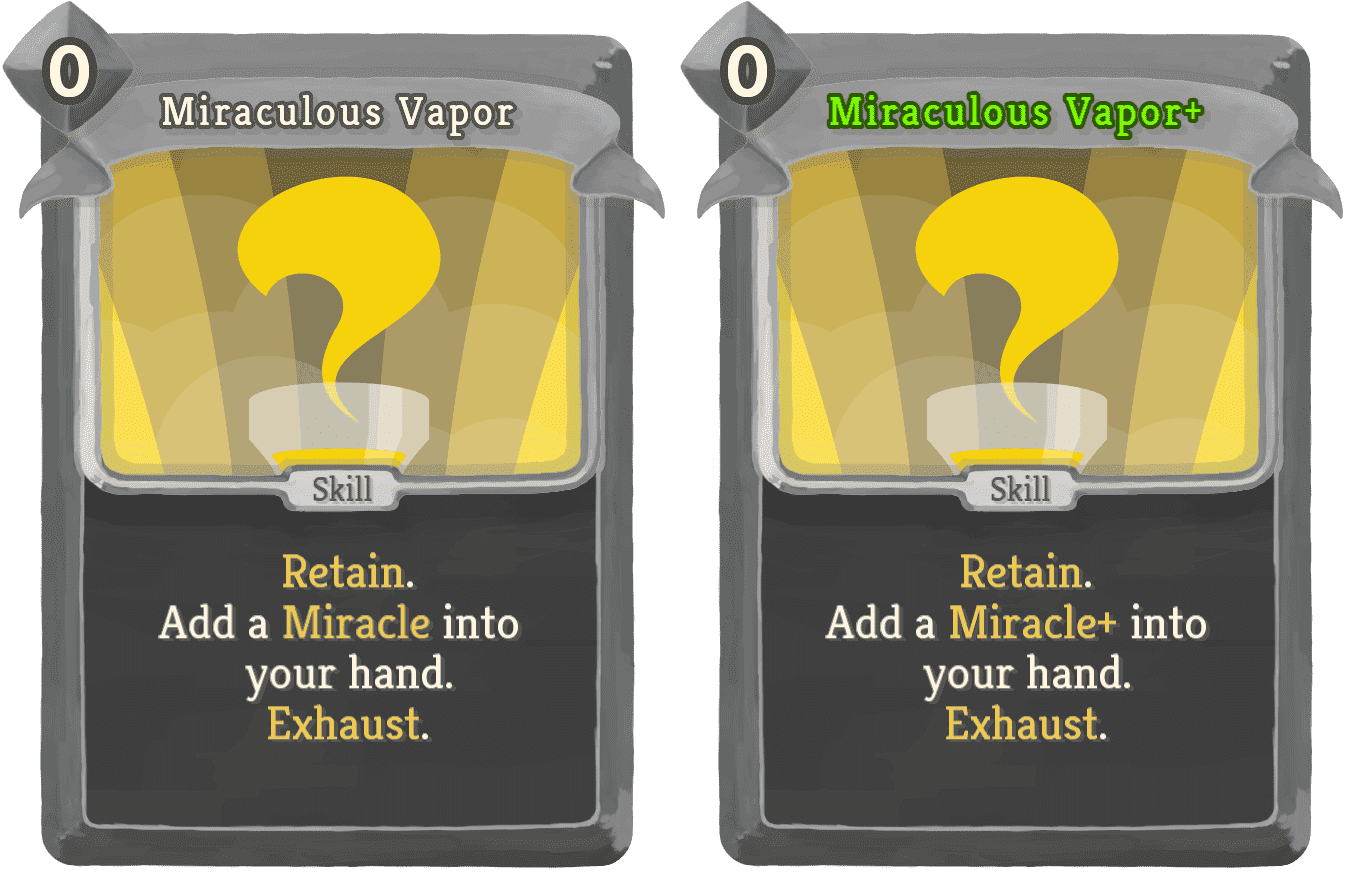 0
Miraculous Vapor
Skill
Retain.
Add a Miracle into
your hand.
Exhaust.
0
Miraculous Vapor+
Skill
Retain.
Add a Miracle+ into
your hand.
Exhaust.